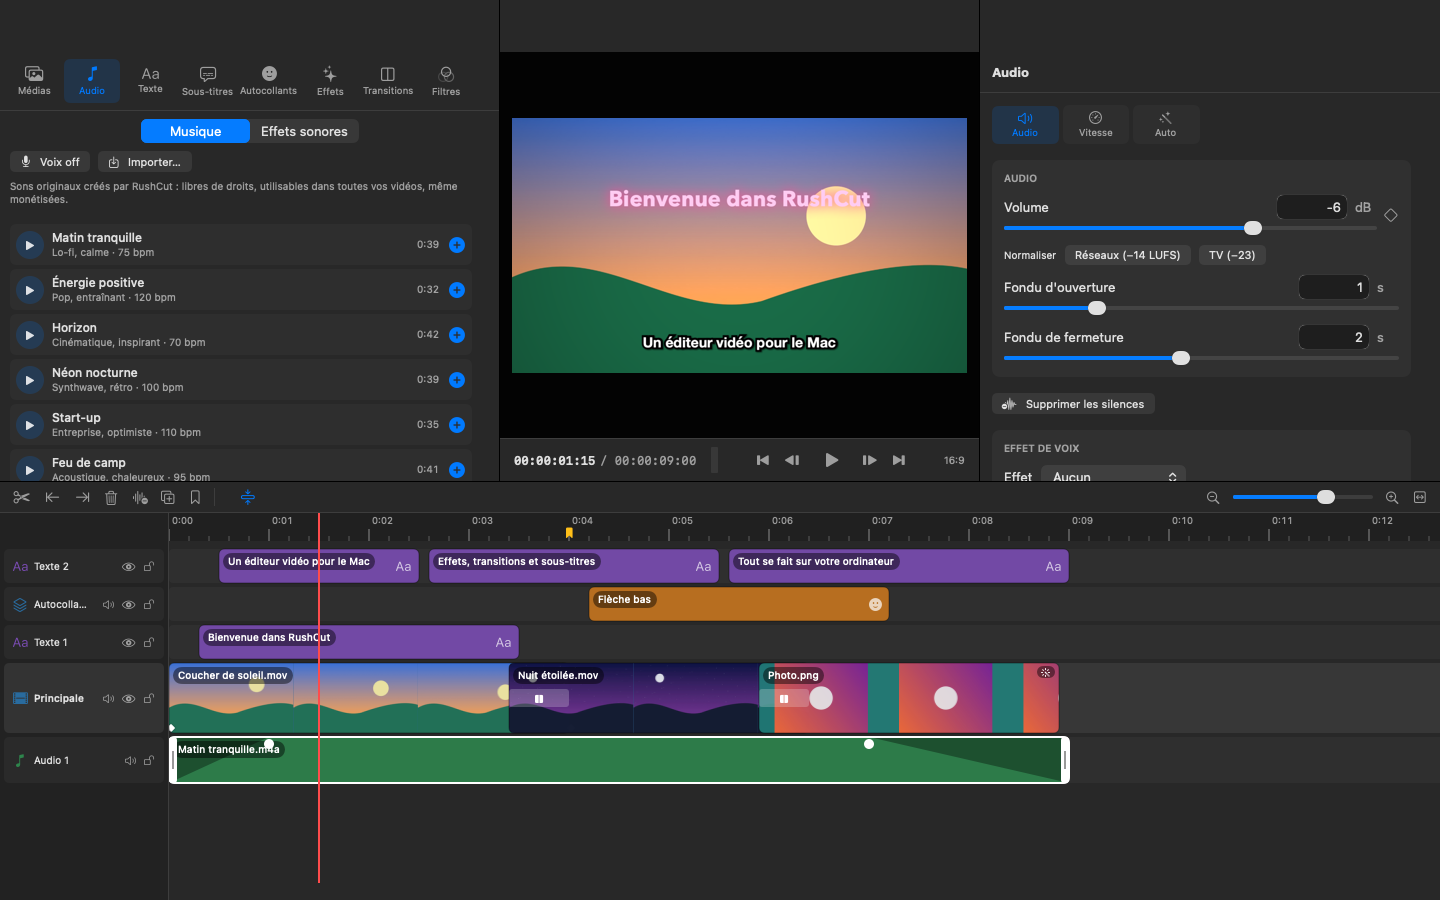 Médias
Audio
Aa
Texte
Sous-titres
Autocollants
Effets
Transitions
Filtres
Musique
Effets sonores
Voix off
Importer...
Sons originaux créés par RushCut : libres de droits, utilisables dans toutes vos vidéos, même
monétisées.
Matin tranquille
Lo-fi, calme · 75 bpm
0:39
Énergie positive
Pop, entraînant · 120 bpm
0:32
Horizon
Cinématique, inspirant · 70 bpm
0:42
Néon nocturne
Synthwave, rétro · 100 bpm
0:39
Start-up
Entreprise, optimiste · 110 bpm
0:35
Feu de camp
Acoustique, chaleureux · 95 bpm
0:41
Bienvenue dans RushCut
Un éditeur vidéo pour le Mac
00:00:01:15 / 00:00:09:00
16:9
Audio
Audio
Vitesse
Auto
AUDIO
Volume
-6 dB
Normaliser
Réseaux (−14 LUFS)
TV (−23)
Fondu d'ouverture
1 s
Fondu de fermeture
2 s
Supprimer les silences
EFFET DE VOIX
Effet
Aucun
0:00 0:01 0:02 0:03 0:04 0:05 0:06 0:07 0:08 0:09 0:10 0:11 0:12
Aa Texte 2
Un éditeur vidéo pour le Mac Aa
Effets, transitions et sous-titres Aa
Tout se fait sur votre ordinateur Aa
Autocolla...
Flèche bas
Aa Texte 1
Bienvenue dans RushCut Aa
Principale
Coucher de soleil.mov
Nuit étoilée.mov
Photo.png
Audio 1
Matin tranquille.m4a